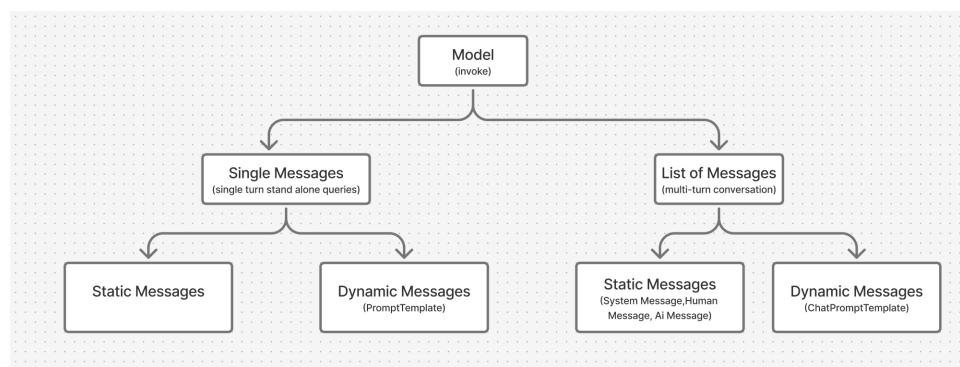 Model
(invoke)
Single Messages
(single turn stand alone queries)
List of Messages
(multi-turn conversation)
Static Messages
Dynamic Messages
(PromptTemplate)
Static Messages
(System Message,Human
Message, Ai Message)
Dynamic Messages
(ChatPromptTemplate)